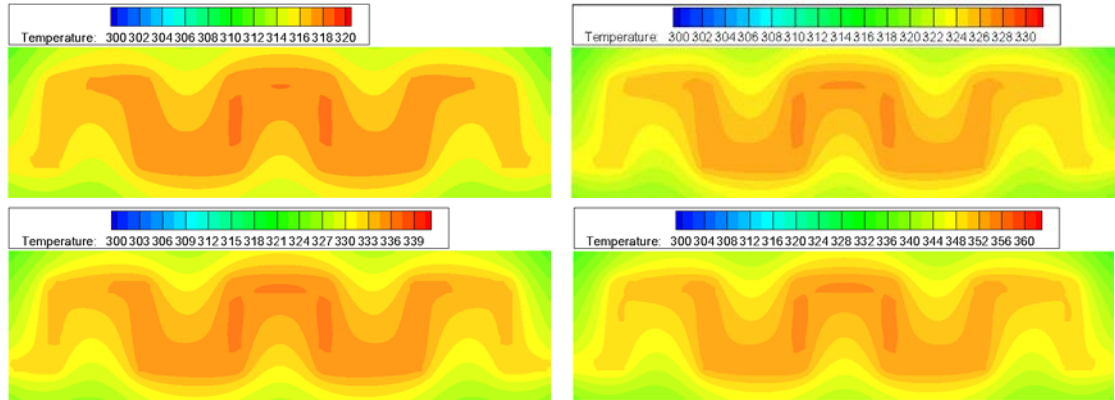 Temperature: 300 302 304 306 308 310 312 314 316 318 320
Temperature: 300 302 304 306 308 310 312 314 316 318 320 322 324 326 328 330
Temperature: 300 303 306 309 312 315 318 321 324 327 330 333 336 339
Temperature: 300 304 308 312 316 320 324 328 332 336 340 344 348 352 356 360